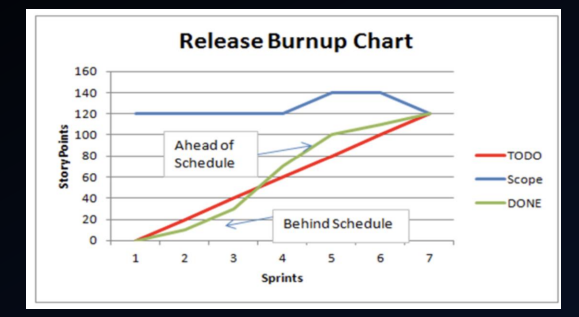 Release Burnup Chart
160
140
120
100
80
60
40
20
0
StoryPoints
Ahead of
Schedule
Behind Schedule
1 2 3 4 5 6 7
Sprints
TODO
Scope
DONE